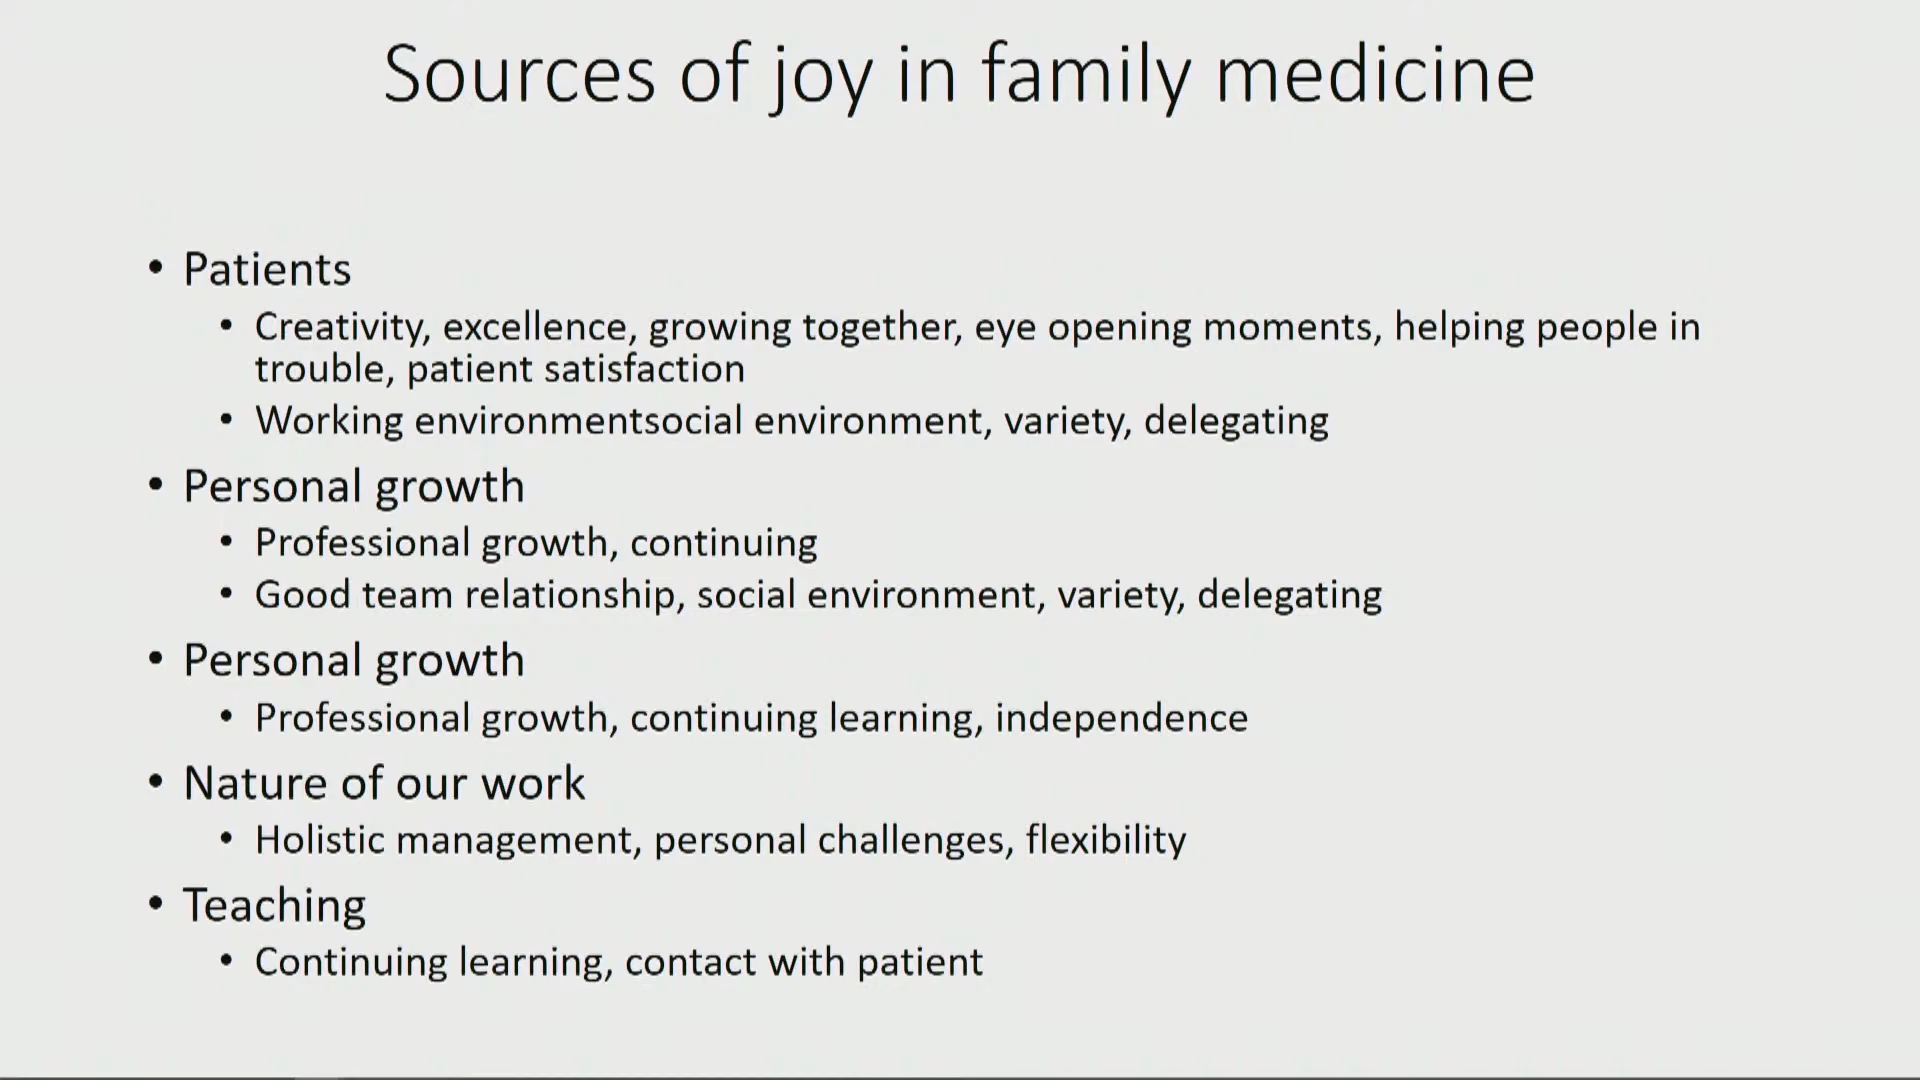 Sources of joy in family medicine
• Patients
• Creativity, excellence, growing together, eye opening moments, helping people in
trouble, patient satisfaction
• Working environmentsocial environment, variety, delegating
• Personal growth
• Professional growth, continuing
• Good team relationship, social environment, variety, delegating
• Personal growth
• Professional growth, continuing learning, independence
• Nature of our work
• Holistic management, personal challenges, flexibility
• Teaching
• Continuing learning, contact with patient